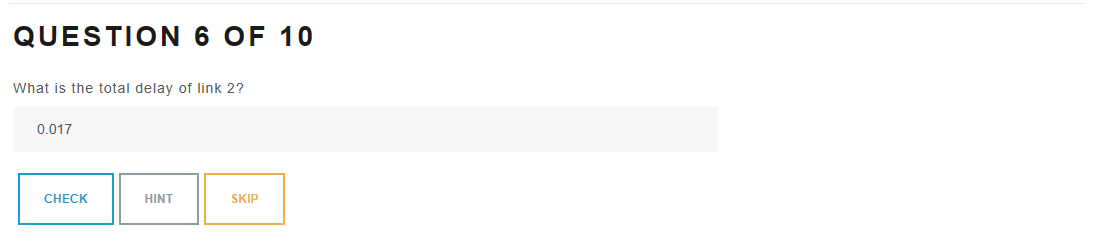 QUESTION 6 OF 10
What is the total delay of link 2?
0.017
CHECK HINT SKIP